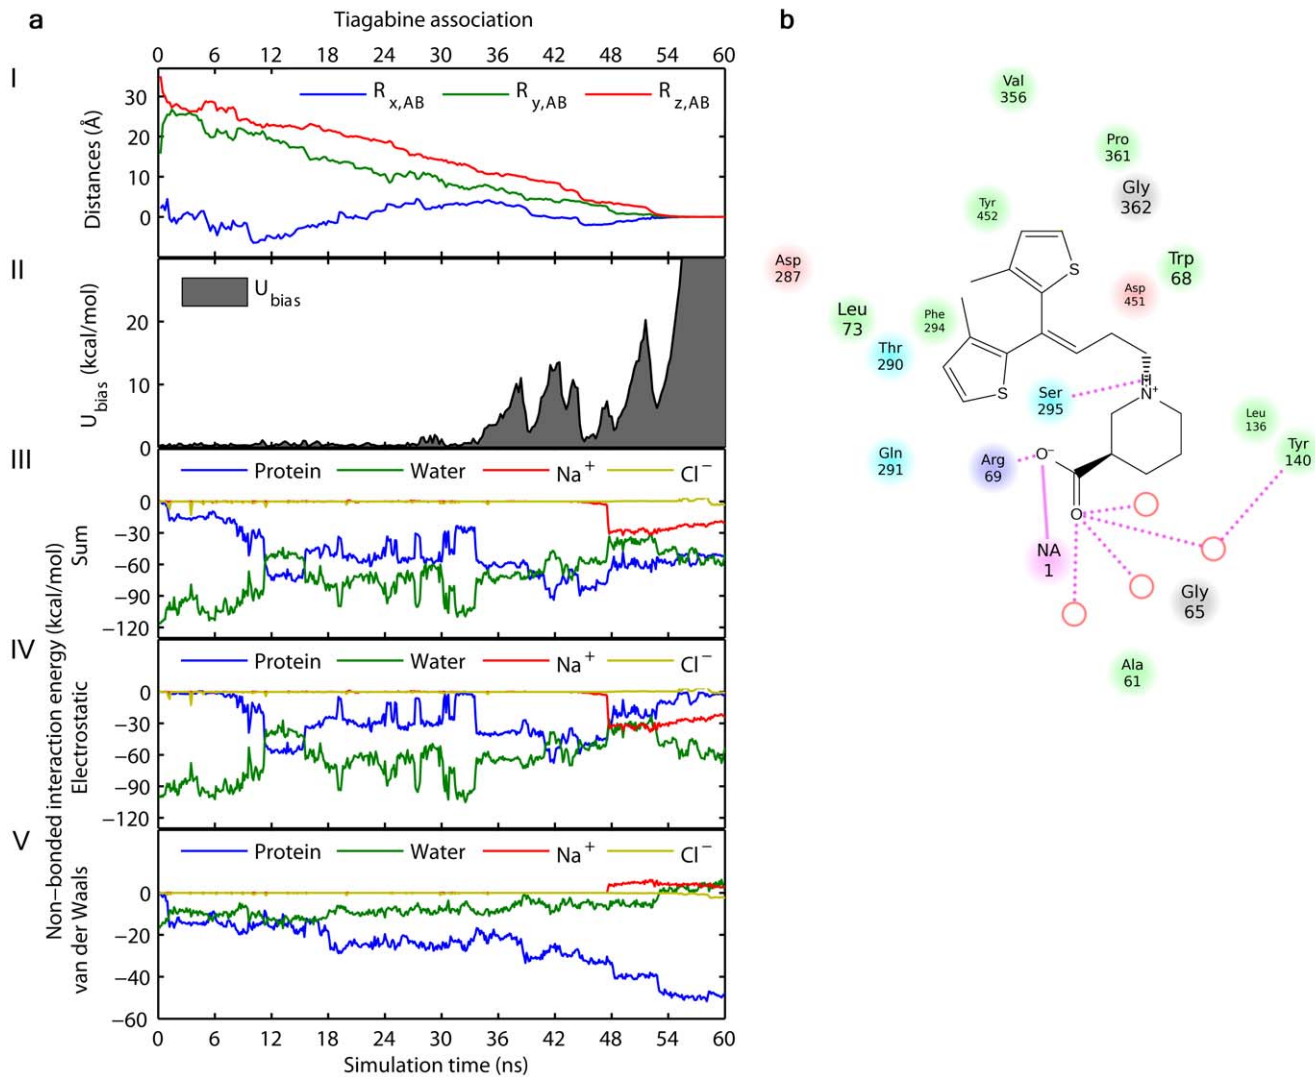 a
Tiagabine association
0 6 12 18 24 30 36 42 48 54 60
I
Distances (Å)
30
20
10
0
R x,AB R y,AB R z,AB
II
U bias (kcal/mol)
20
10
0
U bias
Non−bonded interaction energy (kcal/mol)
III
Sum
Protein Water Na+ Cl−
0
−30
−60
−90
−120
IV
Electrostatic
Protein Water Na+ Cl−
0
−30
−60
−90
−120
V
van der Waals
Protein Water Na+ Cl−
0
−20
−40
−60
0 6 12 18 24 30 36 42 48 54 60
Simulation time (ns)
b
Val
356
Pro
361
Gly
362
Tyr
452
Asp
287
Trp
68
Asp
451
S
Leu
73
Phe
294
Thr
290
S
Ser
295
H
N+
Leu
136
Tyr
140
Gln
291
Arg
69
O−
O
NA
1
Gly
65
Ala
61